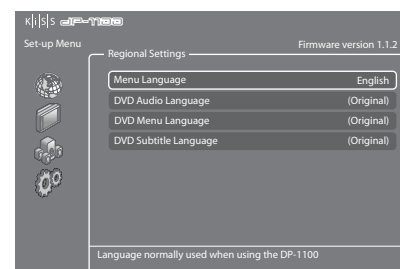 KiSS DP-1100
Set-up Menu
Firmware version 1.1.2
Regional Settings
Menu Language English
DVD Audio Language (Original)
DVD Menu Language (Original)
DVD Subtitle Language (Original)
Language normally used when using the DP-1100